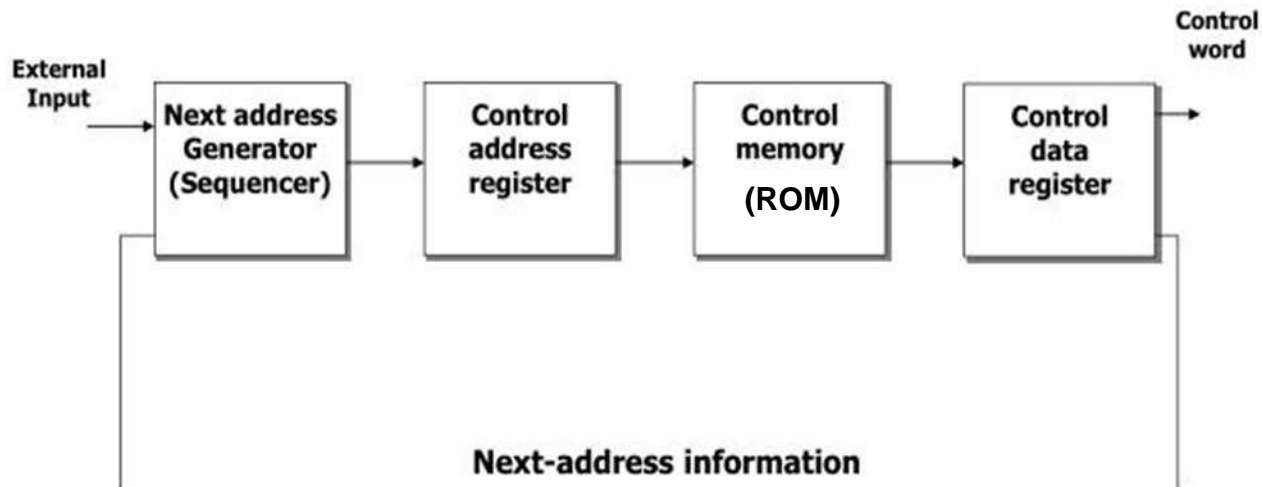 Control
word
External
Input
Next address
Generator
(Sequencer)
Control
address
register
Control
memory
(ROM)
Control
data
register
Next-address information